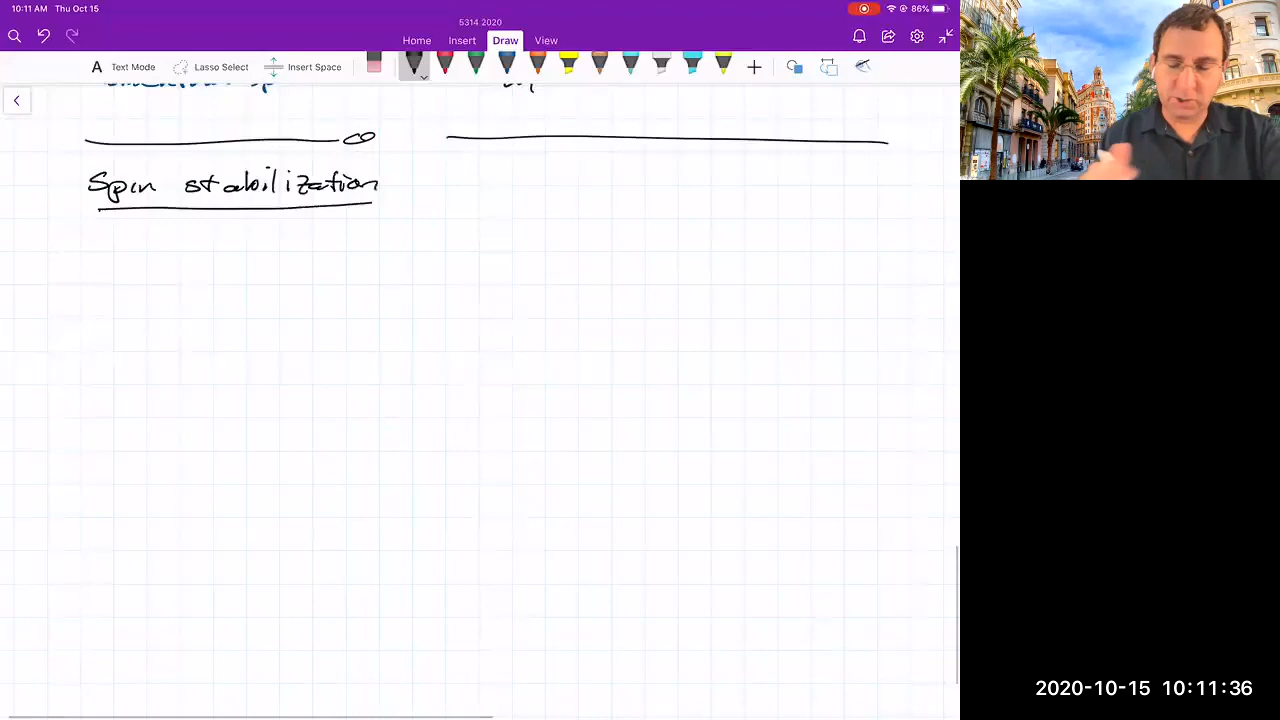 10:11 AM Thu Oct 15
86%
5314 2020
Home Insert Draw View
A Text Mode Lasso Select Insert Space
Spin stabilization
2020-10-15 10:11:36